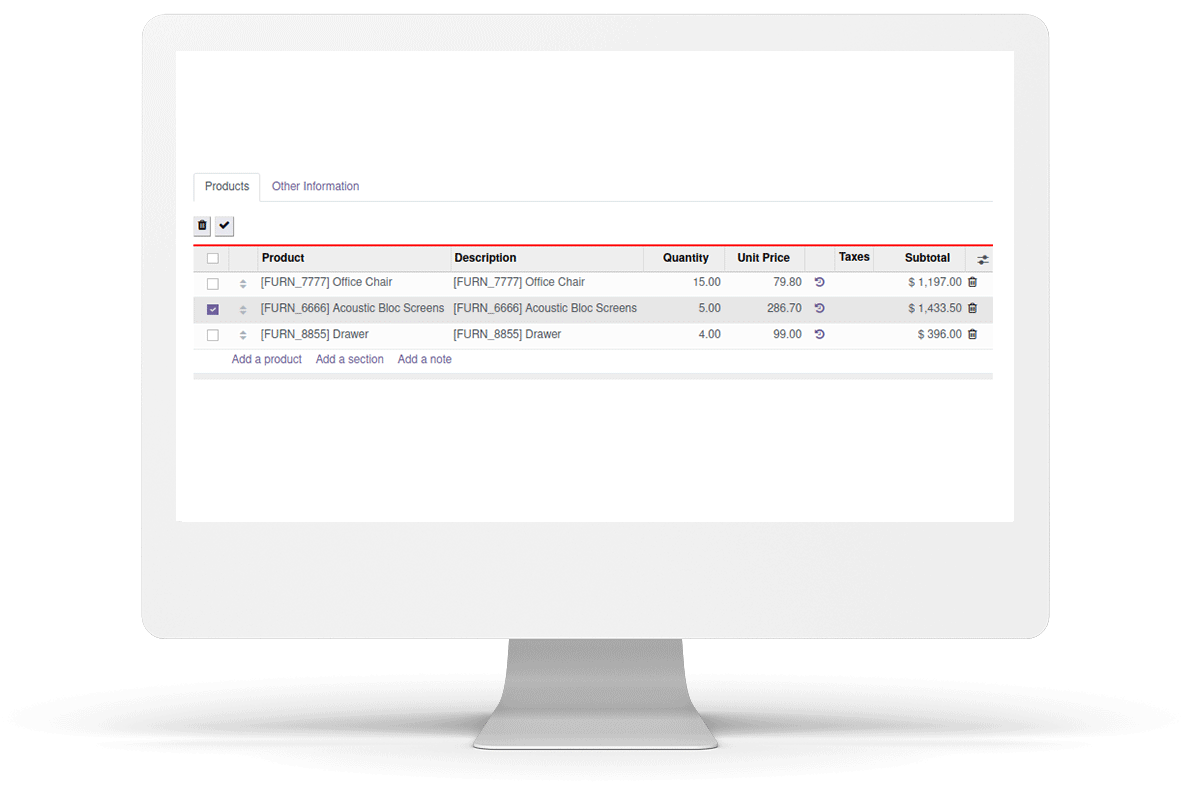 Products Other Information
Product Description Quantity Unit Price Taxes Subtotal
[FURN_7777] Office Chair [FURN_7777] Office Chair 15.00 79.80 $ 1,197.00
[FURN_6666] Acoustic Bloc Screens [FURN_6666] Acoustic Bloc Screens 5.00 286.70 $ 1,433.50
[FURN_8855] Drawer [FURN_8855] Drawer 4.00 99.00 $ 396.00
Add a product Add a section Add a note